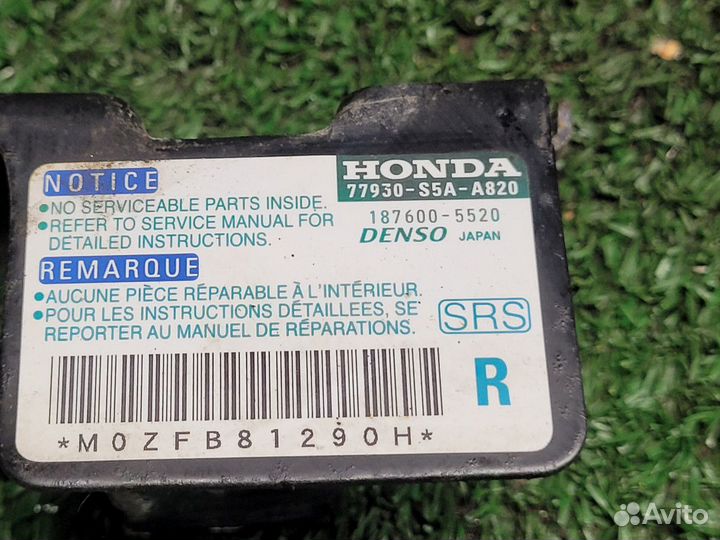 HONDA
77930-S5A-A820
187600-5520
DENSO JAPAN
NOTICE
•NO SERVICEABLE PARTS INSIDE.
•REFER TO SERVICE MANUAL FOR
DETAILED INSTRUCTIONS.
REMARQUE
•AUCUNE PIÈCE RÉPARABLE À L'INTÉRIEUR.
•POUR LES INSTRUCTIONS DÉTAILLEES, SE
REPORTER AU MANUEL DE RÉPARATIONS.
SRS
R
*M0ZFB81290H*
Avito